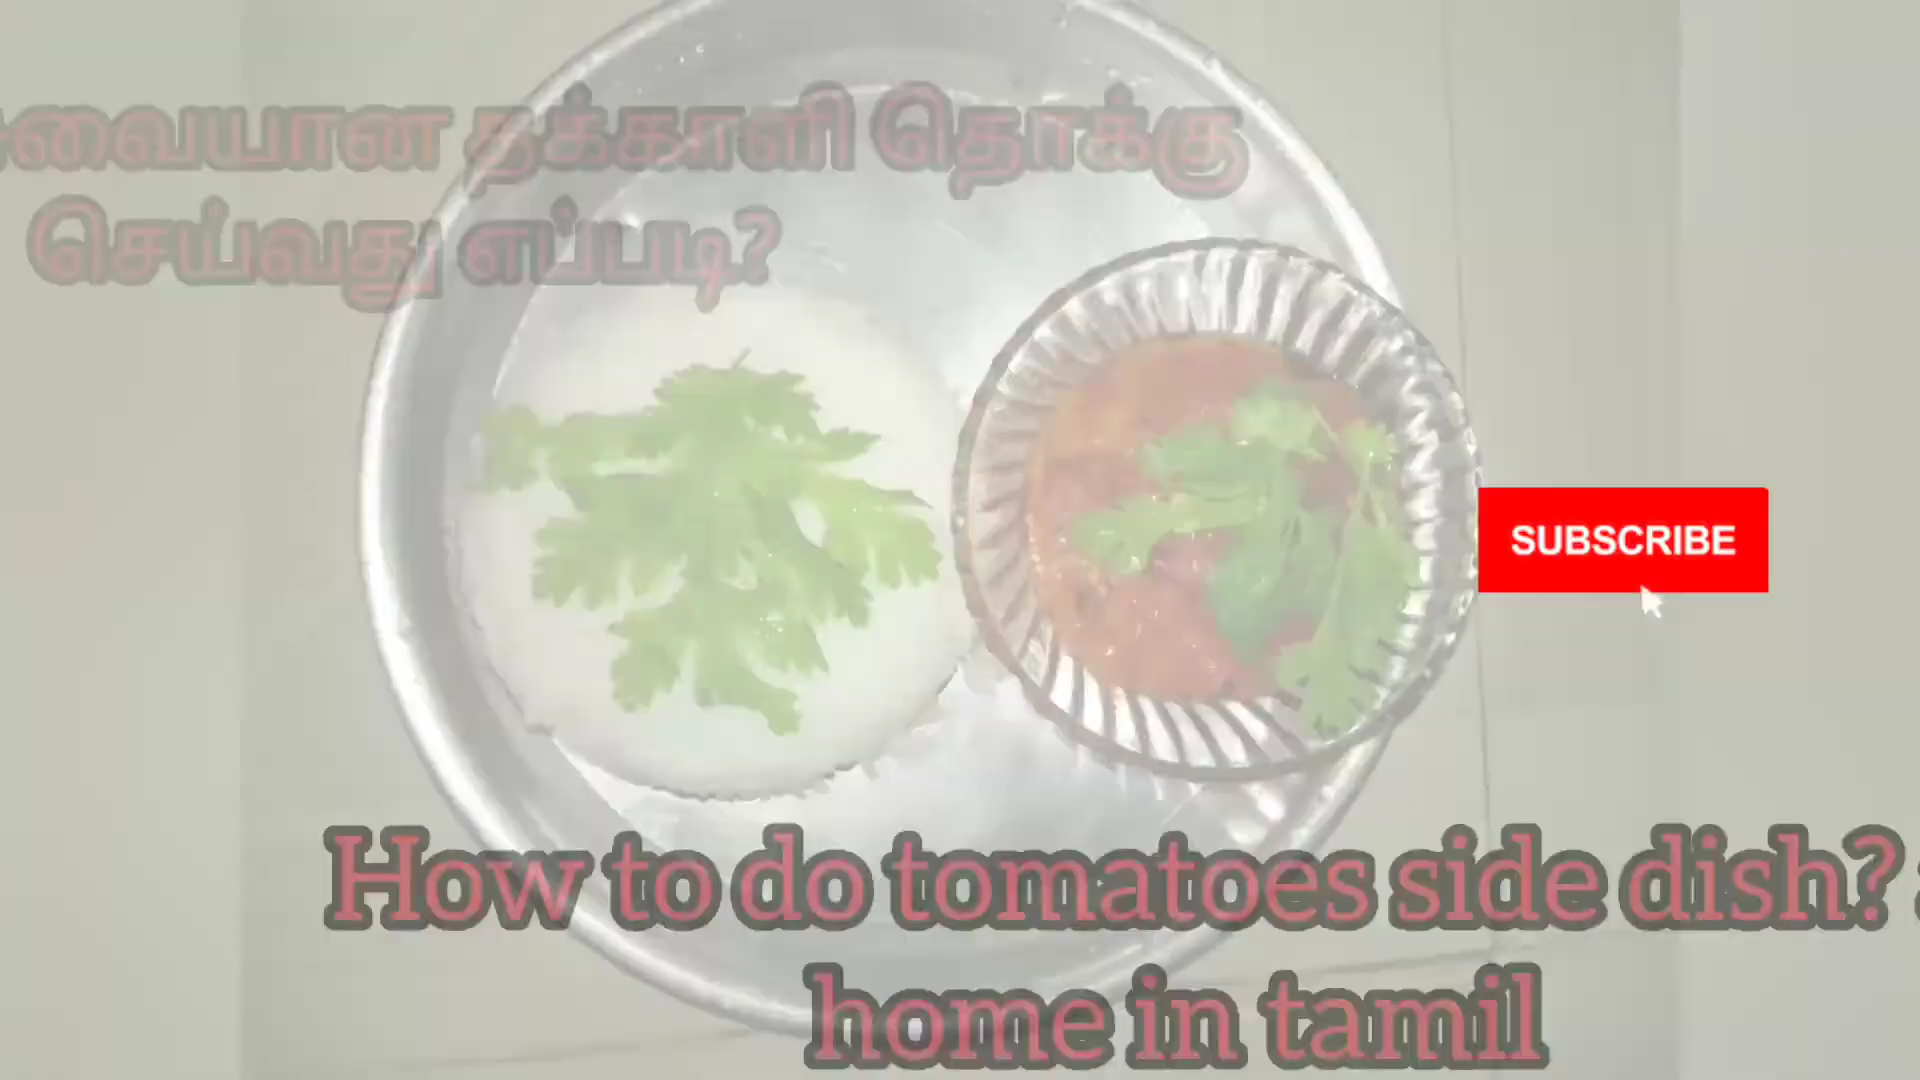 தக்காளி தொக்கு
செய்வது எப்படி?
SUBSCRIBE
How to do tomatoes side dish?
home in tamil